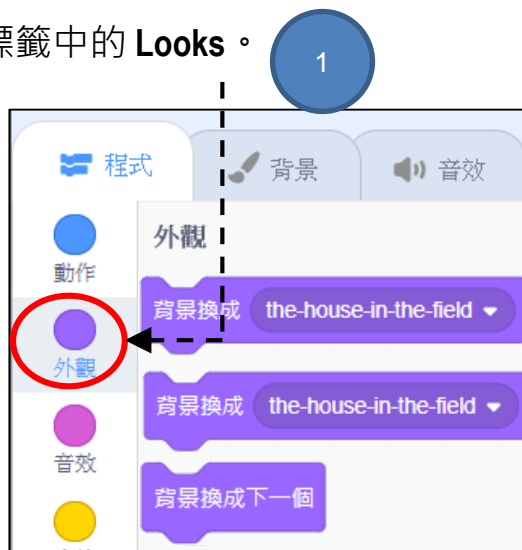 標籤中的 Looks。
1
程式
背景
音效
動作
外觀
音效
外觀
背景換成 the-house-in-the-field
背景換成 the-house-in-the-field
背景換成下一個